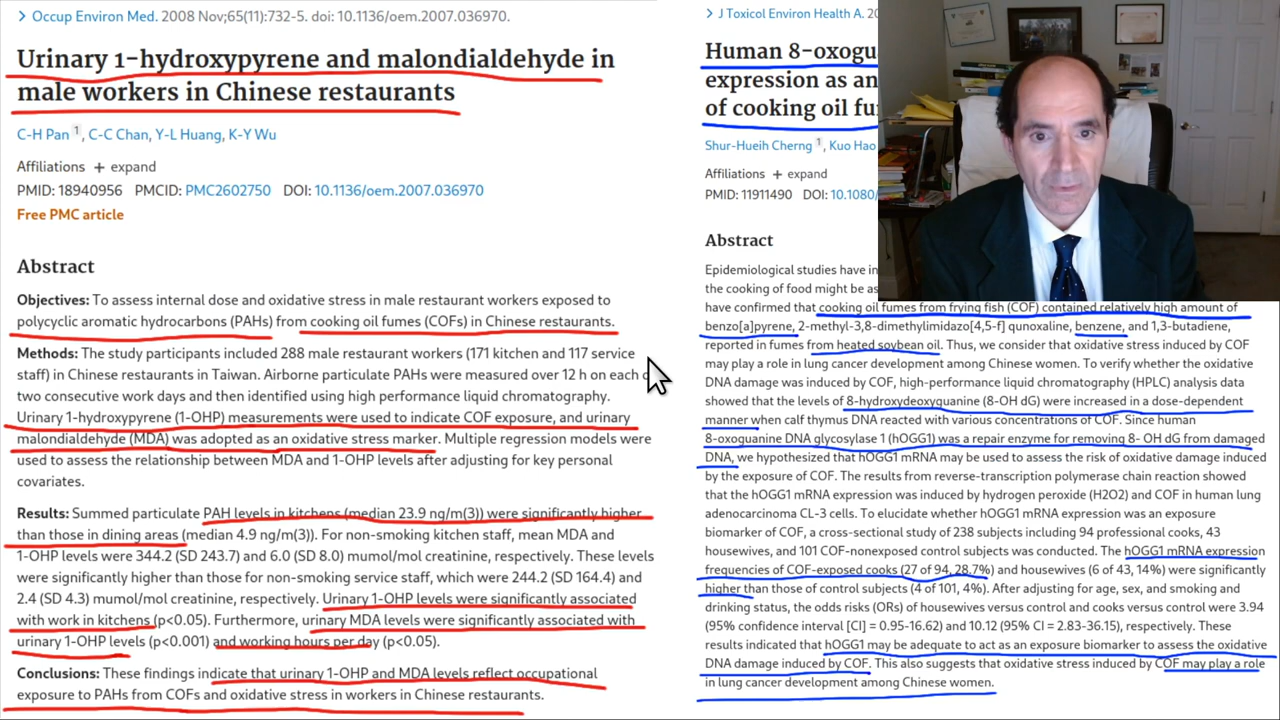 Occup Environ Med. 2008 Nov;65(11):732-5. doi: 10.1136/oem.2007.036970.
Urinary 1-hydroxypyrene and malondialdehyde in
male workers in Chinese restaurants
C-H Pan 1, C-C Chan, Y-L Huang, K-Y Wu
Affiliations + expand
PMID: 18940956 PMCID: PMC2602750 DOI: 10.1136/oem.2007.036970
Free PMC article
Abstract
Objectives: To assess internal dose and oxidative stress in male restaurant workers exposed to
polycyclic aromatic hydrocarbons (PAHs) from cooking oil fumes (COFs) in Chinese restaurants.
Methods: The study participants included 288 male restaurant workers (171 kitchen and 117 service
staff) in Chinese restaurants in Taiwan. Airborne particulate PAHs were measured over 12 h on each
two consecutive work days and then identified using high performance liquid chromatography.
Urinary 1-hydroxypyrene (1-OHP) measurements were used to indicate COF exposure, and urinary
malondialdehyde (MDA) was adopted as an oxidative stress marker. Multiple regression models were
used to assess the relationship between MDA and 1-OHP levels after adjusting for key personal
covariates.
Results: Summed particulate PAH levels in kitchens (median 23.9 ng/m(3)) were significantly higher
than those in dining areas (median 4.9 ng/m(3)). For non-smoking kitchen staff, mean MDA and
1-OHP levels were 344.2 (SD 243.7) and 6.0 (SD 8.0) mumol/mol creatinine, respectively. These levels
were significantly higher than those for non-smoking service staff, which were 244.2 (SD 164.4) and
2.4 (SD 4.3) mumol/mol creatinine, respectively. Urinary 1-OHP levels were significantly associated
with work in kitchens (p<0.05). Furthermore, urinary MDA levels were significantly associated with
urinary 1-OHP levels (p<0.001) and working hours per day (p<0.05).
Conclusions: These findings indicate that urinary 1-OHP and MDA levels reflect occupational
exposure to PAHs from COFs and oxidative stress in workers in Chinese restaurants.
J Toxicol Environ Health A. 20
Human 8-oxogu
expression as an
of cooking oil fu
Shur-Hueih Cherng 1, Kuo Hao
Affiliations + expand
PMID: 11911490 DOI: 10.1080/
Abstract
Epidemiological studies have in
the cooking of food might be as
have confirmed that cooking oil fumes from frying fish (COF) contained relatively high amount of
benzo[a]pyrene, 2-methyl-3,8-dimethylimidazo[4,5-f] qunoxaline, benzene, and 1,3-butadiene,
reported in fumes from heated soybean oil. Thus, we consider that oxidative stress induced by COF
may play a role in lung cancer development among Chinese women. To verify whether the oxidative
DNA damage was induced by COF, high-performance liquid chromatography (HPLC) analysis data
showed that the levels of 8-hydroxdeoxyguanine (8-OH dG) were increased in a dose-dependent
manner when calf thymus DNA reacted with various concentrations of COF. Since human
8-oxoguanine DNA glycosylase 1 (hOGG1) was a repair enzyme for removing 8- OH dG from damaged
DNA, we hypothesized that hOGG1 mRNA may be used to assess the risk of oxidative damage induced
by the exposure of COF. The results from reverse-transcription polymerase chain reaction showed
that the hOGG1 mRNA expression was induced by hydrogen peroxide (H2O2) and COF in human lung
adenocarcinoma CL-3 cells. To elucidate whether hOGG1 mRNA expression was an exposure
biomarker of COF, a cross-sectional study of 238 subjects including 94 professional cooks, 43
housewives, and 101 COF-nonexposed control subjects was conducted. The hOGG1 mRNA expression
frequencies of COF-exposed cooks (27 of 94, 28.7%) and housewives (6 of 43, 14%) were significantly
higher than those of control subjects (4 of 101, 4%). After adjusting for age, sex, and smoking and
drinking status, the odds risks (ORs) of housewives versus control and cooks versus control were 3.94
(95% confidence interval [CI] = 0.95-16.62) and 10.12 (95% CI = 2.83-36.15), respectively. These
results indicated that hOGG1 may be adequate to act as an exposure biomarker to assess the oxidative
DNA damage induced by COF. This also suggests that oxidative stress induced by COF may play a role
in lung cancer development among Chinese women.